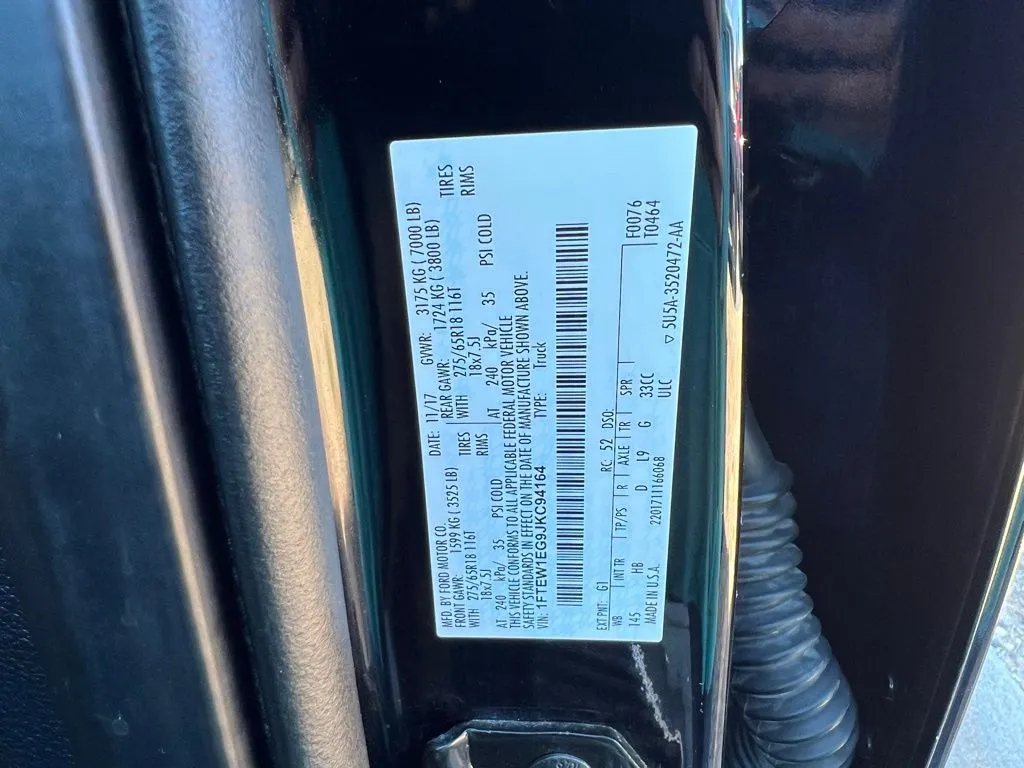 MFD. BY FORD MOTOR CO.
DATE: 11/17 GVWR: 3175 KG ( 7000 LB)
FRONT GAWR: 1599 KG ( 3525 LB) REAR GAWR: 1724 KG ( 3800 LB)
WITH 275/65R18 116T TIRES WITH 275/65R18 116T TIRES
18x7.5J RIMS 18x7.5J RIMS
AT 240 kPa/ 35 PSI COLD AT 240 kPa/ 35 PSI COLD
THIS VEHICLE CONFORMS TO ALL APPLICABLE FEDERAL MOTOR VEHICLE
SAFETY STANDARDS IN EFFECT ON THE DATE OF MANUFACTURE SHOWN ABOVE.
VIN: 1FTEW1EG9JKC94164 TYPE: Truck
EXT PNT: G1 RC: 52 DSO: F0076
WB INT TR TP/PS R AXLE TR SPR T0464
145 HB D L9 G 33CC
MADE IN U.S.A. 2201711166068 ULC
▽ 5U5A-3520472-AA